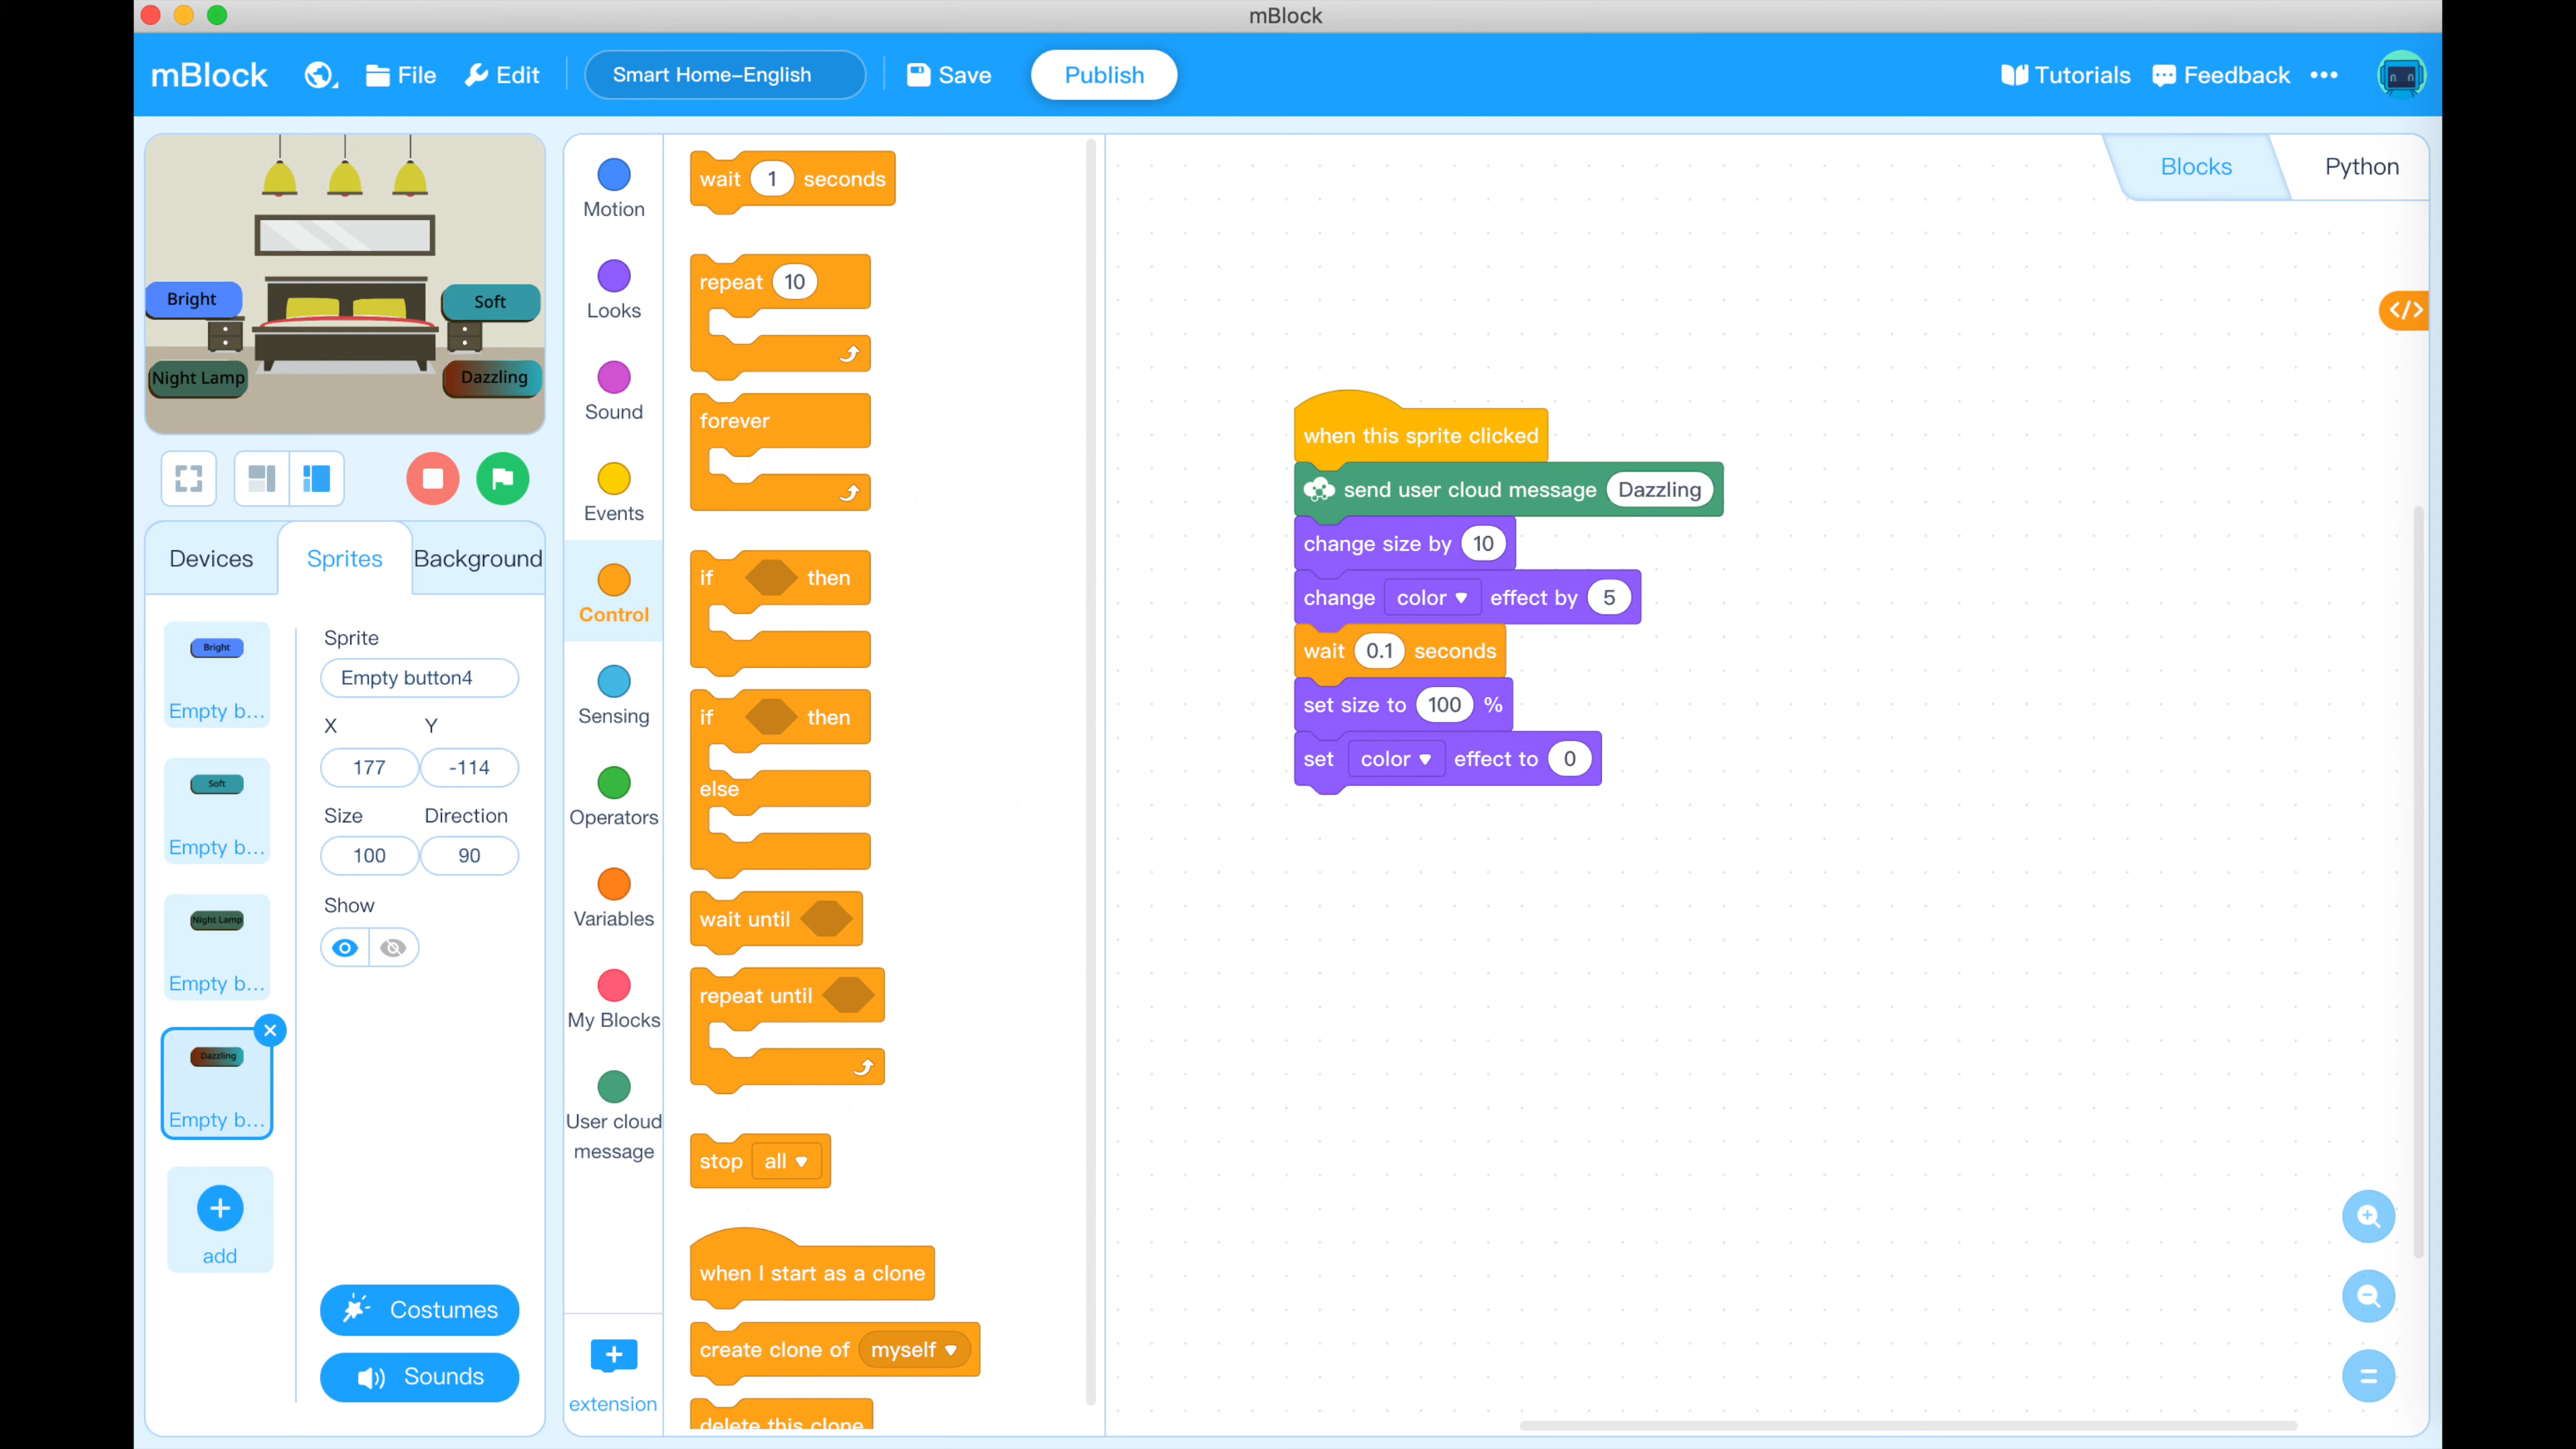 mBlock
mBlock
File
Edit
Smart Home-English
Save
Publish
Tutorials
Feedback
Bright
Soft
Night Lamp
Dazzling
Devices
Sprites
Background
Bright
Empty b...
Soft
Empty b...
Night Lamp
Empty b...
Dazzling
Empty b...
add
Sprite
Empty button4
X
Y
177
-114
Size
Direction
100
90
Show
Costumes
Sounds
Motion
Looks
Sound
Events
Control
Sensing
Operators
Variables
My Blocks
User cloud
message
extension
wait 1 seconds
repeat 10
forever
if then
if then
else
wait until
repeat until
stop all
when I start as a clone
create clone of myself
delete this clone
Blocks
Python
</>
when this sprite clicked
send user cloud message Dazzling
change size by 10
change color effect by 5
wait 0.1 seconds
set size to 100 %
set color effect to 0